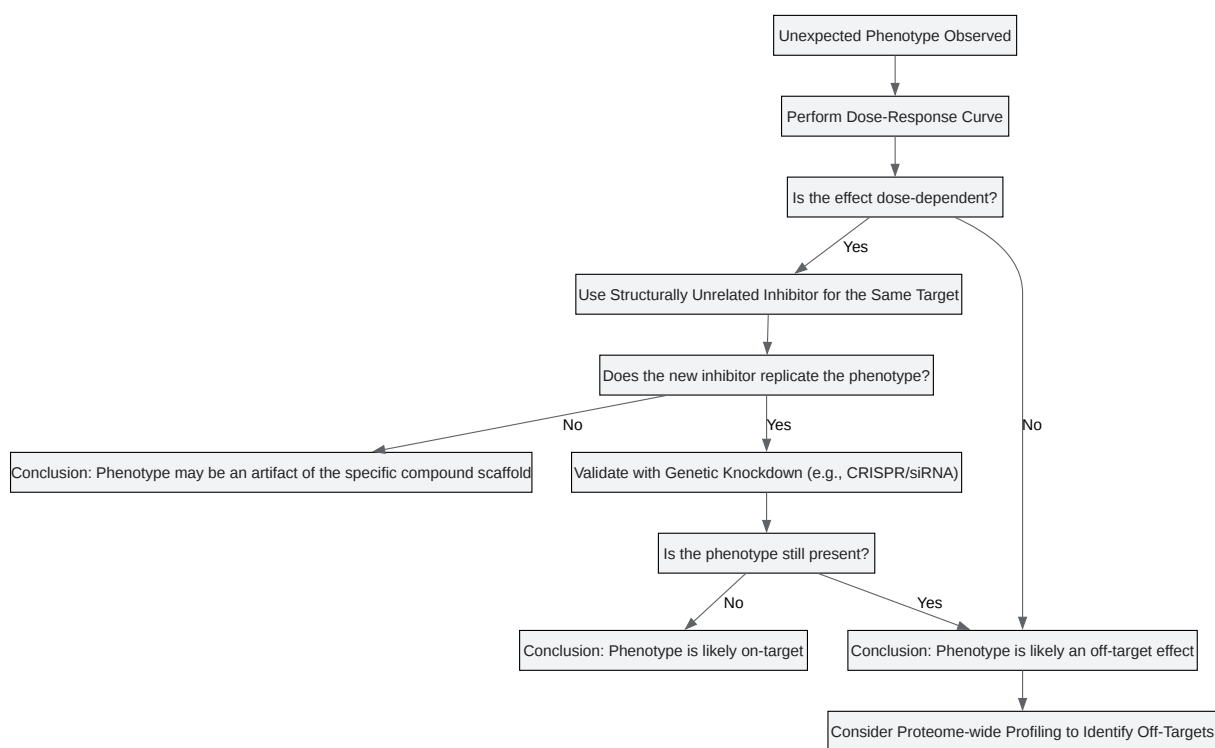 Unexpected Phenotype Observed
Perform Dose-Response Curve
Is the effect dose-dependent?
Yes
Use Structurally Unrelated Inhibitor for the Same Target
Does the new inhibitor replicate the phenotype?
No
Yes
No
Conclusion: Phenotype may be an artifact of the specific compound scaffold
Validate with Genetic Knockdown (e.g., CRISPR/siRNA)
Is the phenotype still present?
No
Yes
Conclusion: Phenotype is likely on-target
Conclusion: Phenotype is likely an off-target effect
Consider Proteome-wide Profiling to Identify Off-Targets